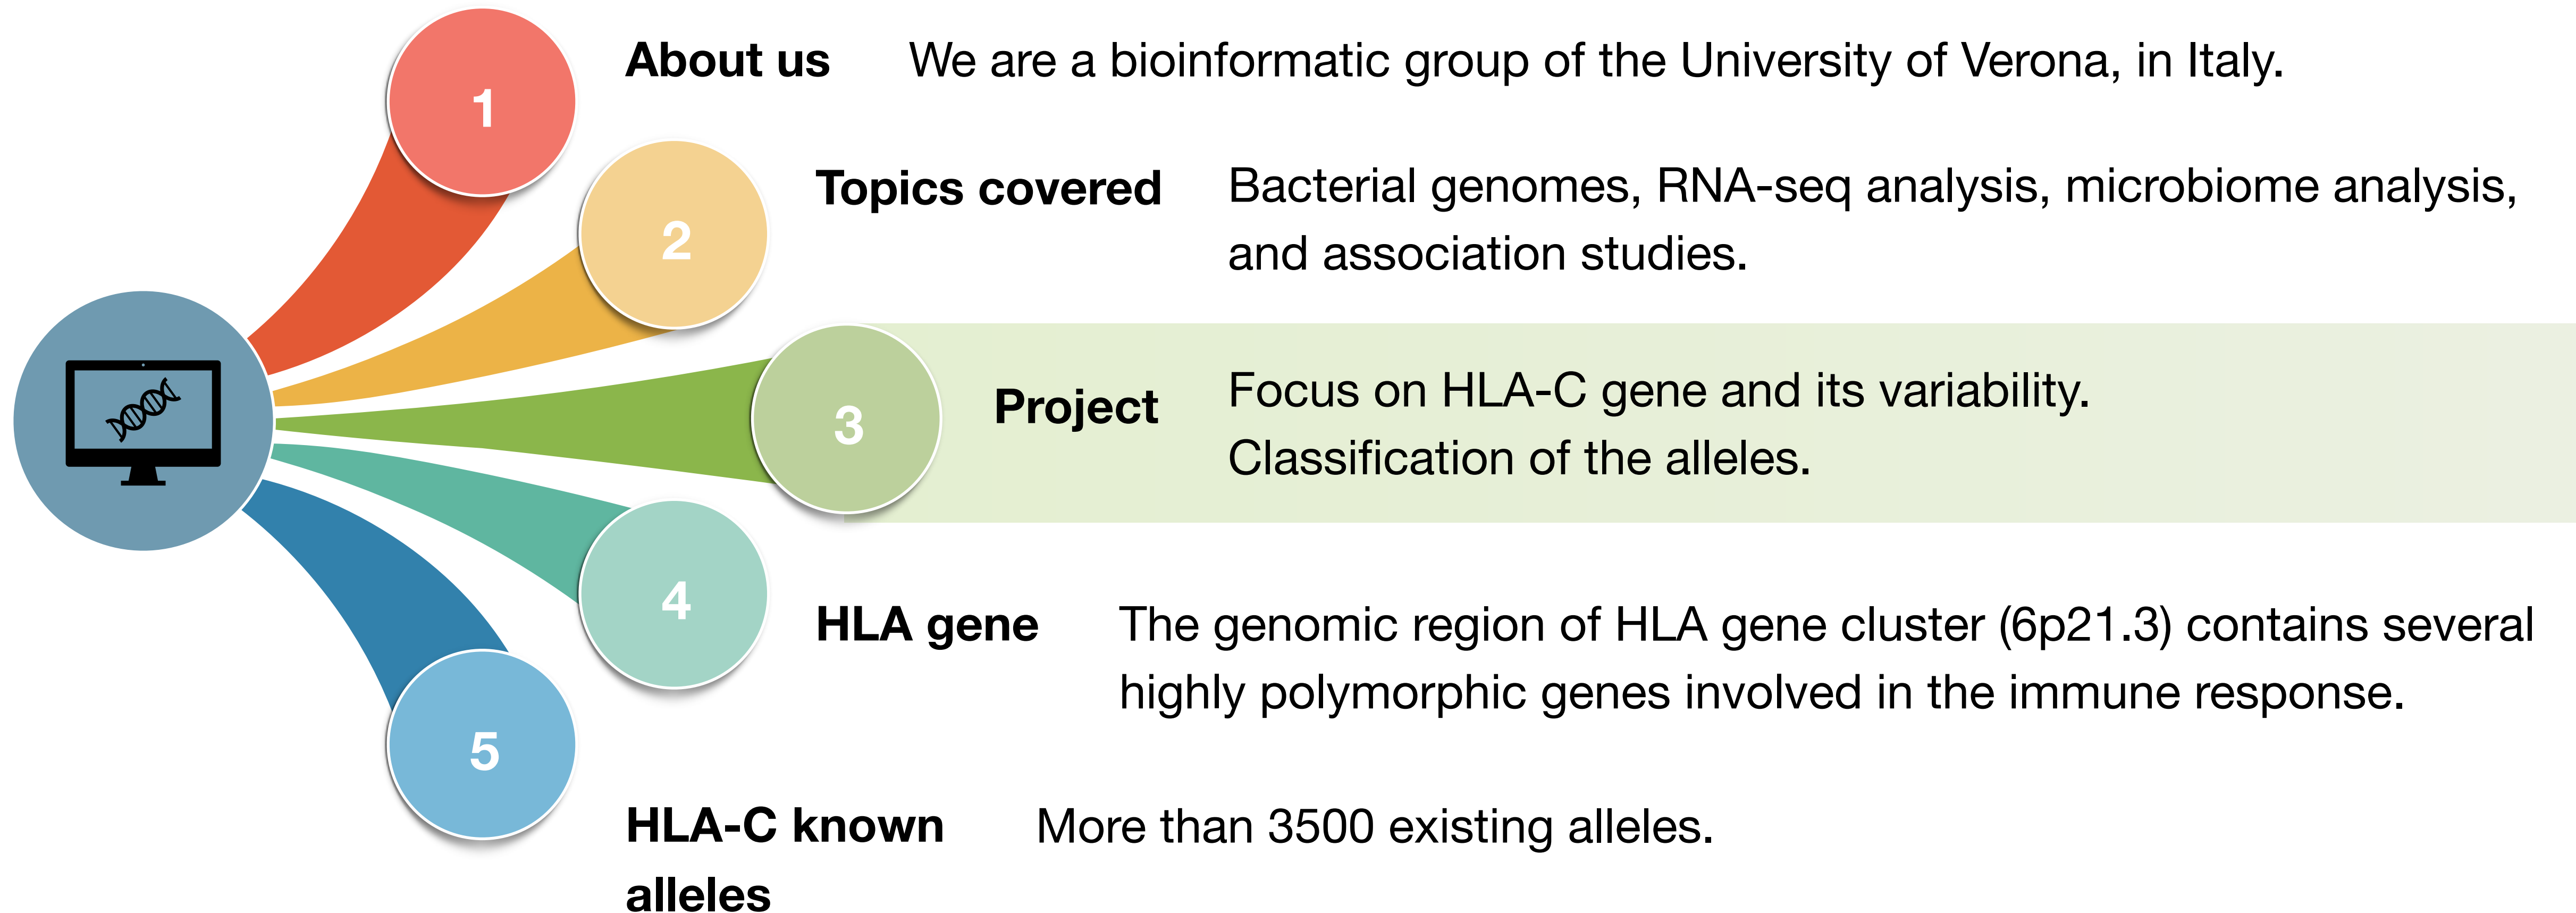 1
About us We are a bioinformatic group of the University of Verona, in Italy.
2
Topics covered Bacterial genomes, RNA-seq analysis, microbiome analysis,
and association studies.
3
Project Focus on HLA-C gene and its variability.
Classification of the alleles.
4
HLA gene The genomic region of HLA gene cluster (6p21.3) contains several
highly polymorphic genes involved in the immune response.
5
HLA-C known More than 3500 existing alleles.
alleles